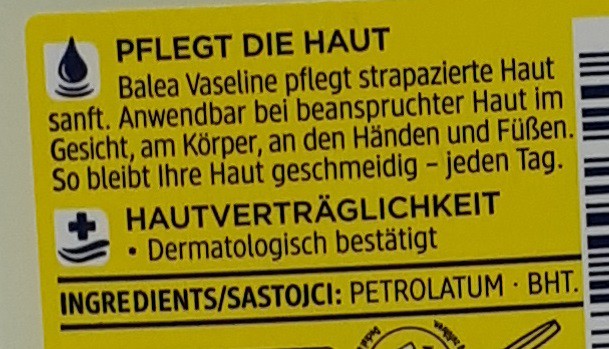 PFLEGT DIE HAUT
Balea Vaseline pflegt strapazierte Haut
sanft. Anwendbar bei beanspruchter Haut im
Gesicht, am Körper, an den Händen und Füßen.
So bleibt Ihre Haut geschmeidig – jeden Tag.
HAUTVERTRÄGLICHKEIT
• Dermatologisch bestätigt
INGREDIENTS/SASTOJCI: PETROLATUM · BHT.